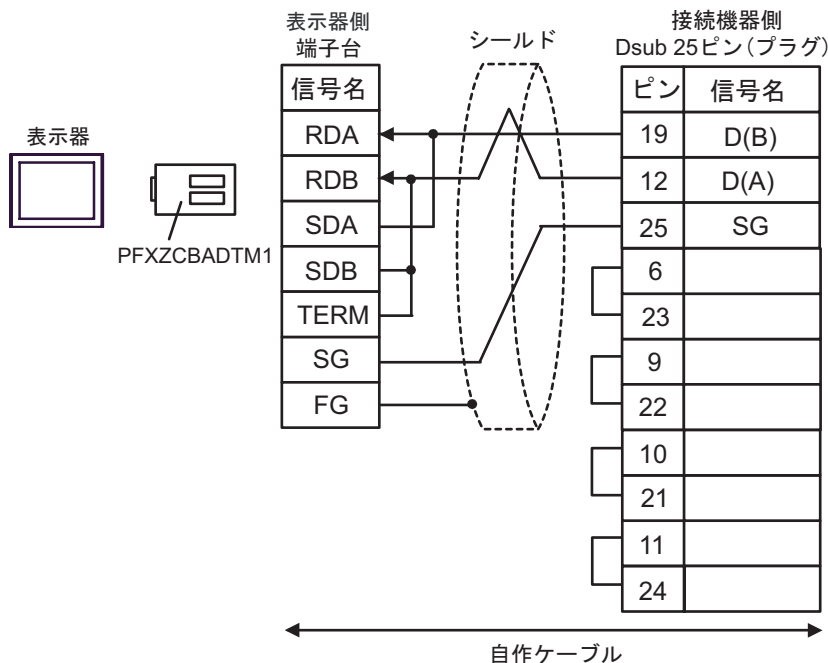 表示器
PFXZCBADTM1
表示器側
端子台
信号名
RDA
RDB
SDA
SDB
TERM
SG
FG
シールド
接続機器側
Dsub 25ピン(プラグ)
ピン 信号名
19 D(B)
12 D(A)
25 SG
6
23
9
22
10
21
11
24
自作ケーブル